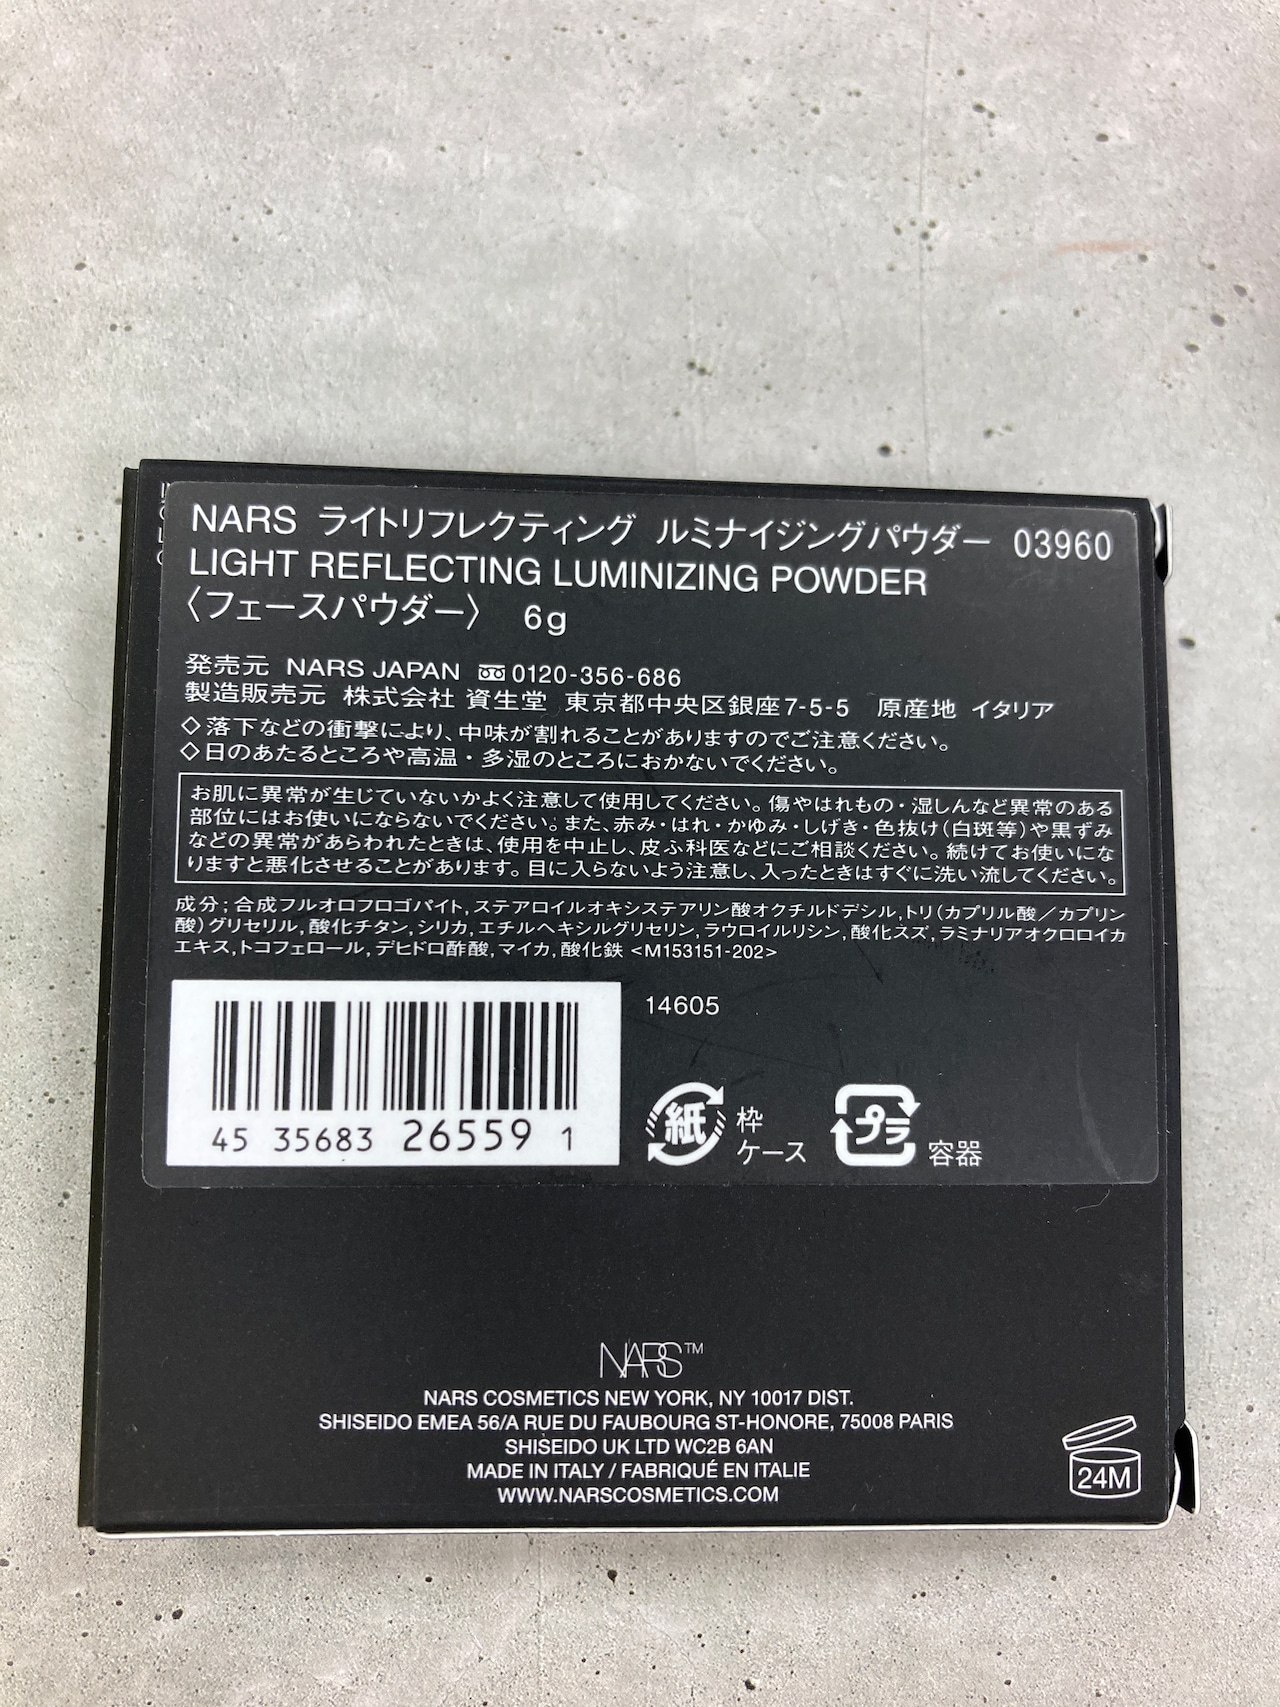 NARS ライトリフレクティング ルミナイジングパウダー 03960
LIGHT REFLECTING LUMINIZING POWDER
〈フェースパウダー〉 6g
発売元 NARS JAPAN 0120-356-686
製造販売元 株式会社 資生堂 東京都中央区銀座7-5-5 原産地 イタリア
◇落下などの衝撃により、中味が割れることがありますのでご注意ください。
◇日のあたるところや高温・多湿のところにおかないでください。
お肌に異常が生じていないかよく注意して使用してください。傷やはれもの・湿しんなど異常のある
部位にはお使いにならないでください。また、赤み・はれ・かゆみ・しげき・色抜け(白斑等)や黒ずみ
などの異常があらわれたときは、使用を中止し、皮ふ科医などにご相談ください。続けてお使いにな
りますと悪化させることがあります。目に入らないよう注意し、入ったときはすぐに洗い流してください。
成分;合成フルオロフロゴパイト,ステアロイルオキシステアリン酸オクチルドデシル,トリ(カプリル酸/カプリン
酸)グリセリル,酸化チタン,シリカ,エチルヘキシルグリセリン,ラウロイルリシン,酸化スズ,ラミナリアオクロロイカ
エキス,トコフェロール,デヒドロ酢酸,マイカ,酸化鉄 <M153151-202>
14605
45 35683 26559 1
紙 枠
ケース
プラ 容器
NARS™
NARS COSMETICS NEW YORK, NY 10017 DIST.
SHISEIDO EMEA 56/A RUE DU FAUBOURG ST-HONORE, 75008 PARIS
SHISEIDO UK LTD WC2B 6AN
MADE IN ITALY / FABRIQUÉ EN ITALIE
WWW.NARSCOSMETICS.COM
24M